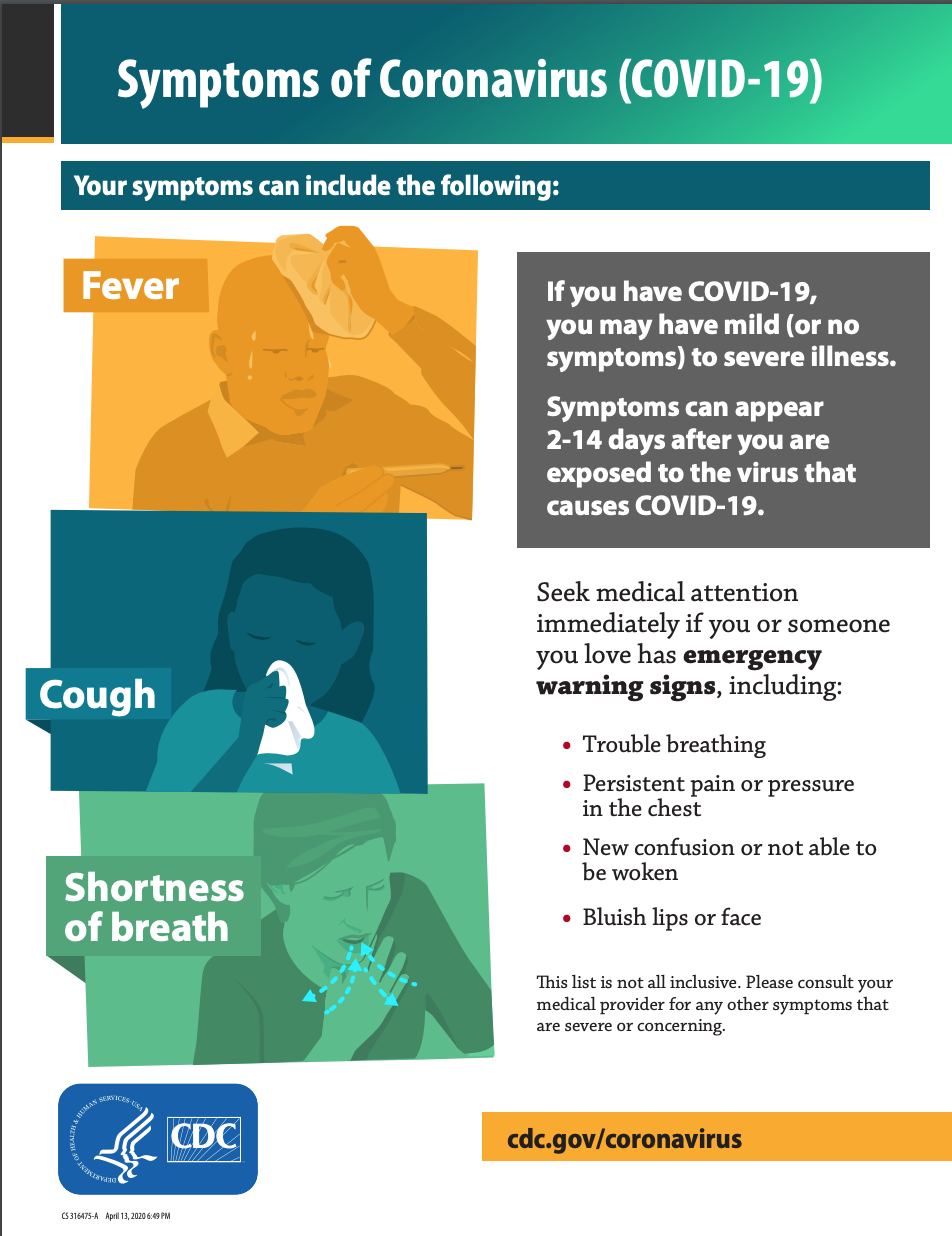 Symptoms of Coronavirus (COVID-19)
Your symptoms can include the following:
Fever
Cough
Shortness
of breath
If you have COVID-19,
you may have mild (or no
symptoms) to severe illness.
Symptoms can appear
2-14 days after you are
exposed to the virus that
causes COVID-19.
Seek medical attention
immediately if you or someone
you love has emergency
warning signs, including:
• Trouble breathing
• Persistent pain or pressure
in the chest
• New confusion or not able to
be woken
• Bluish lips or face
This list is not all inclusive. Please consult your
medical provider for any other symptoms that
are severe or concerning.
DEPARTMENT OF HEALTH & HUMAN SERVICES-USA
CDC
cdc.gov/coronavirus
CS 316475-A April 13, 2020 6:49 PM